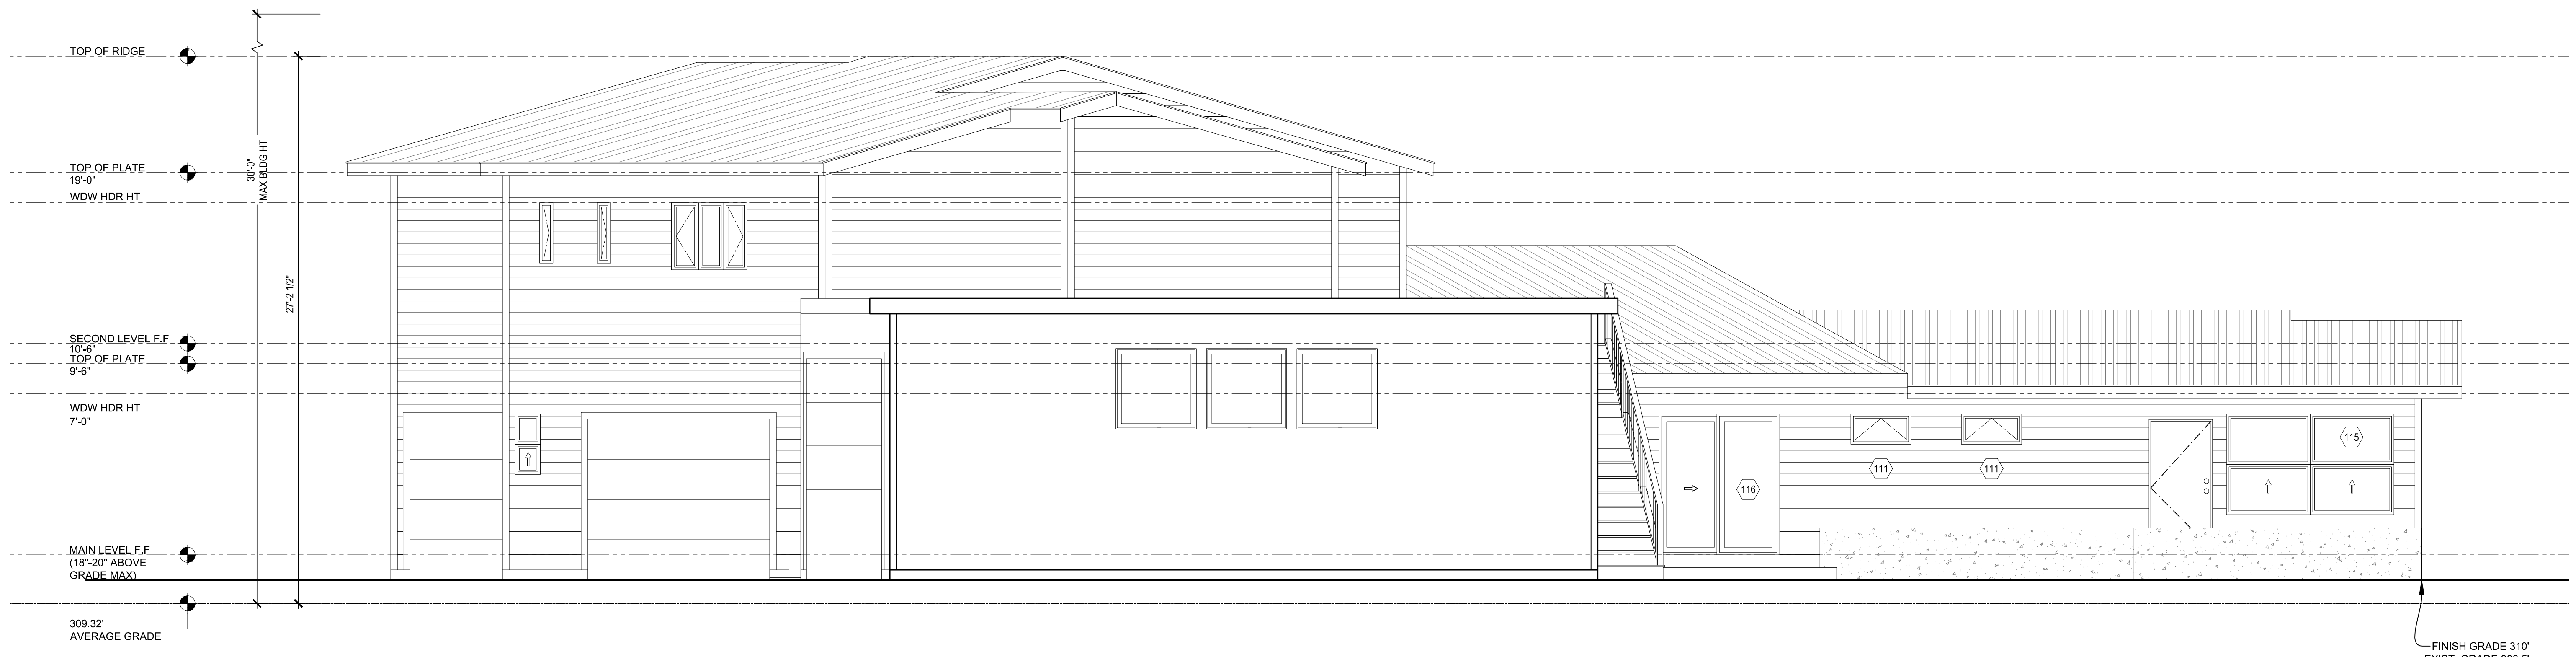 TOP OF RIDGE
TOP OF PLATE
19'-0"
WDW HDR HT
30'-0"
MAX BLDG HT
27'-2 1/2"
SECOND LEVEL F.F
10'-6"
TOP OF PLATE
9'-6"
WDW HDR HT
7'-0"
115
111
111
116
MAIN LEVEL F.F
(18"-20" ABOVE
GRADE MAX)
309.32'
AVERAGE GRADE
FINISH GRADE 310'